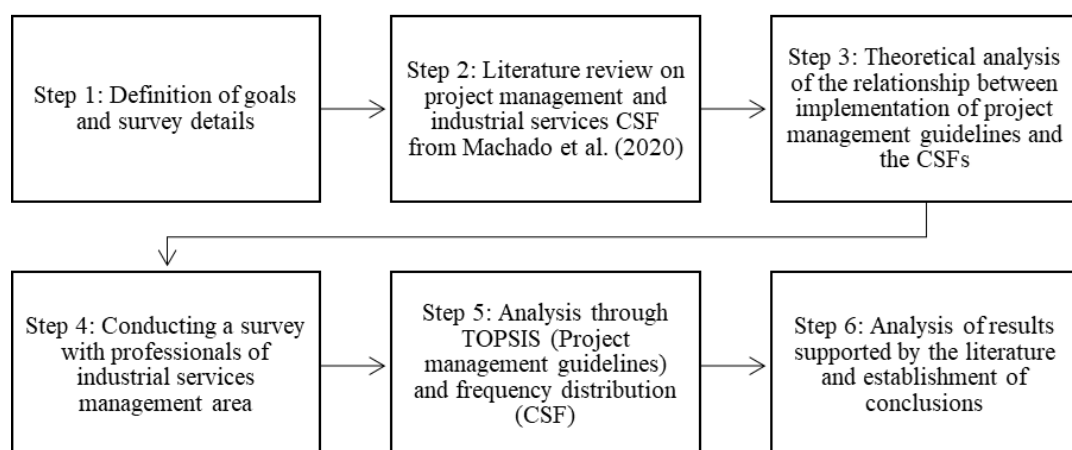 Step 1: Definition of goals
and survey details
Step 2: Literature review on
project management and
industrial services CSF
from Machado et al. (2020)
Step 3: Theoretical analysis
of the relationship between
implementation of project
management guidelines and
the CSFs
Step 4: Conducting a survey
with professionals of
industrial services
management area
Step 5: Analysis through
TOPSIS (Project
management guidelines)
and frequency distribution
(CSF)
Step 6: Analysis of results
supported by the literature
and establishment of
conclusions